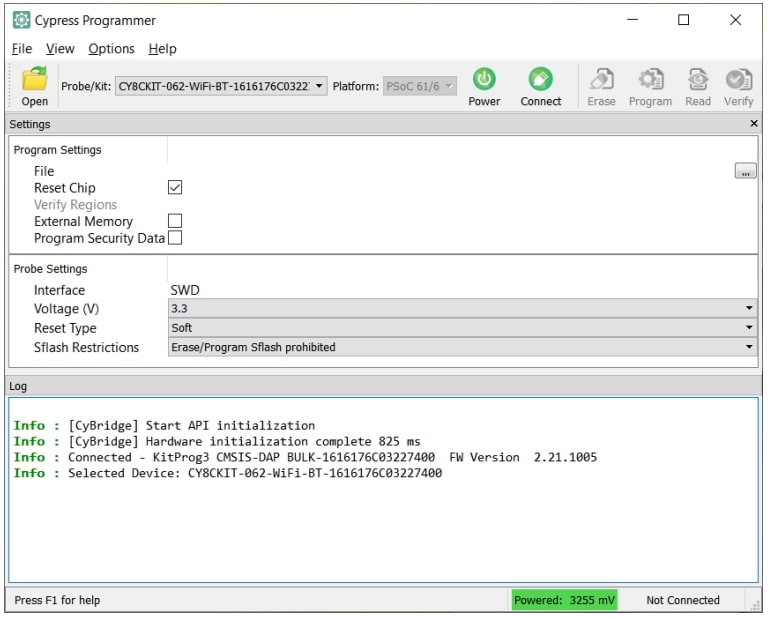 Cypress Programmer
File View Options Help
Open Probe/Kit: CY8CKIT-062-WiFi-BT-1616176C0322 Platform: PSoC 61/6 Power Connect Erase Program Read Verify
Settings
Program Settings
File ...
Reset Chip
Verify Regions
External Memory
Program Security Data
Probe Settings
Interface SWD
Voltage (V) 3.3
Reset Type Soft
Sflash Restrictions Erase/Program Sflash prohibited
Log
Info : [CyBridge] Start API initialization
Info : [CyBridge] Hardware initialization complete 825 ms
Info : Connected - KitProg3 CMSIS-DAP BULK-1616176C03227400 FW Version 2.21.1005
Info : Selected Device: CY8CKIT-062-WiFi-BT-1616176C03227400
Press F1 for help Powered: 3255 mV Not Connected